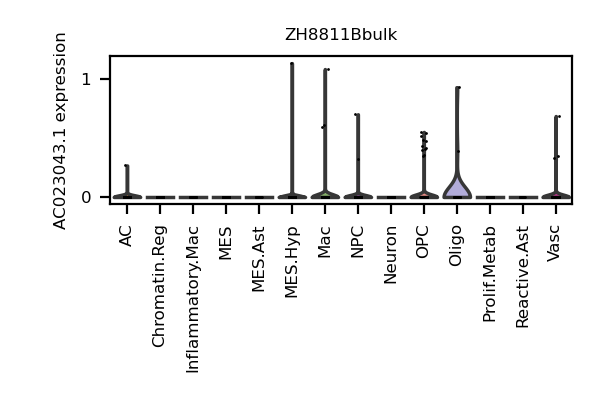 ZH8811Bbulk
AC023043.1 expression
1
0
AC
Chromatin.Reg
Inflammatory.Mac
MES
MES.Ast
MES.Hyp
Mac
NPC
Neuron
OPC
Oligo
Prolif.Metab
Reactive.Ast
Vasc